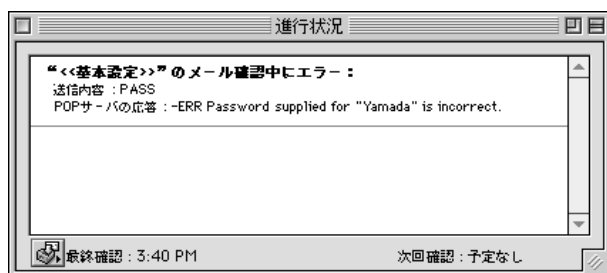 進行状況
“<<基本設定>>”のメール確認中にエラー：
送信内容：PASS
POPサーバの応答：-ERR Password supplied for "Yamada" is incorrect.
最終確認：3:40 PM
次回確認：予定なし